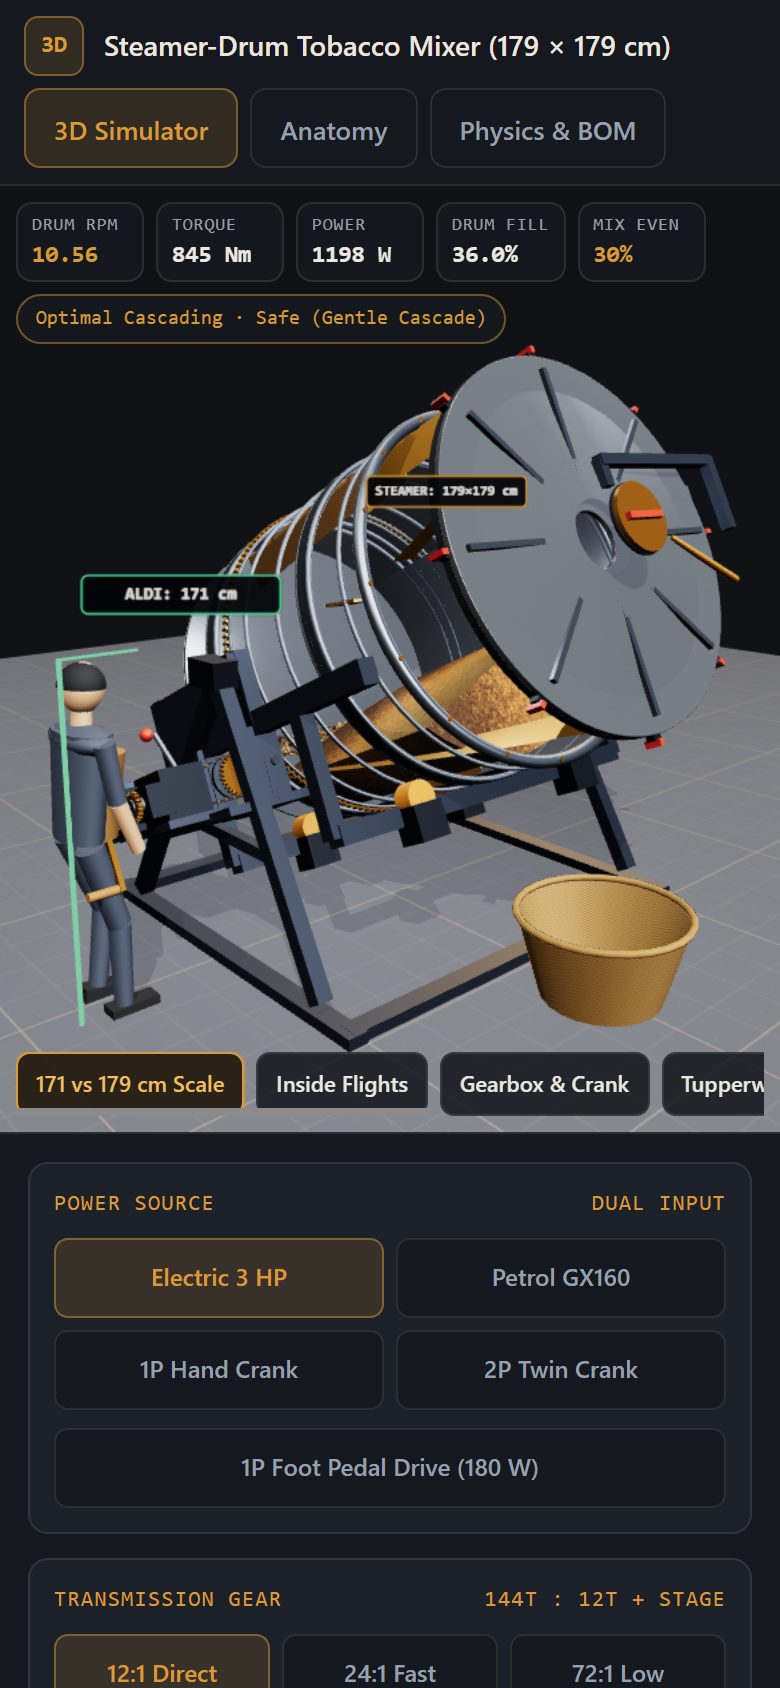 3D
Steamer-Drum Tobacco Mixer (179 × 179 cm)
3D Simulator
Anatomy
Physics & BOM
DRUM RPM
10.56
TORQUE
845 Nm
POWER
1198 W
DRUM FILL
36.0%
MIX EVEN
30%
Optimal Cascading · Safe (Gentle Cascade)
STEAMER: 179×179 cm
ALDI: 171 cm
171 vs 179 cm Scale
Inside Flights
Gearbox & Crank
Tupperw
POWER SOURCE
DUAL INPUT
Electric 3 HP
Petrol GX160
1P Hand Crank
2P Twin Crank
1P Foot Pedal Drive (180 W)
TRANSMISSION GEAR
144T : 12T + STAGE
12:1 Direct
24:1 Fast
72:1 Low